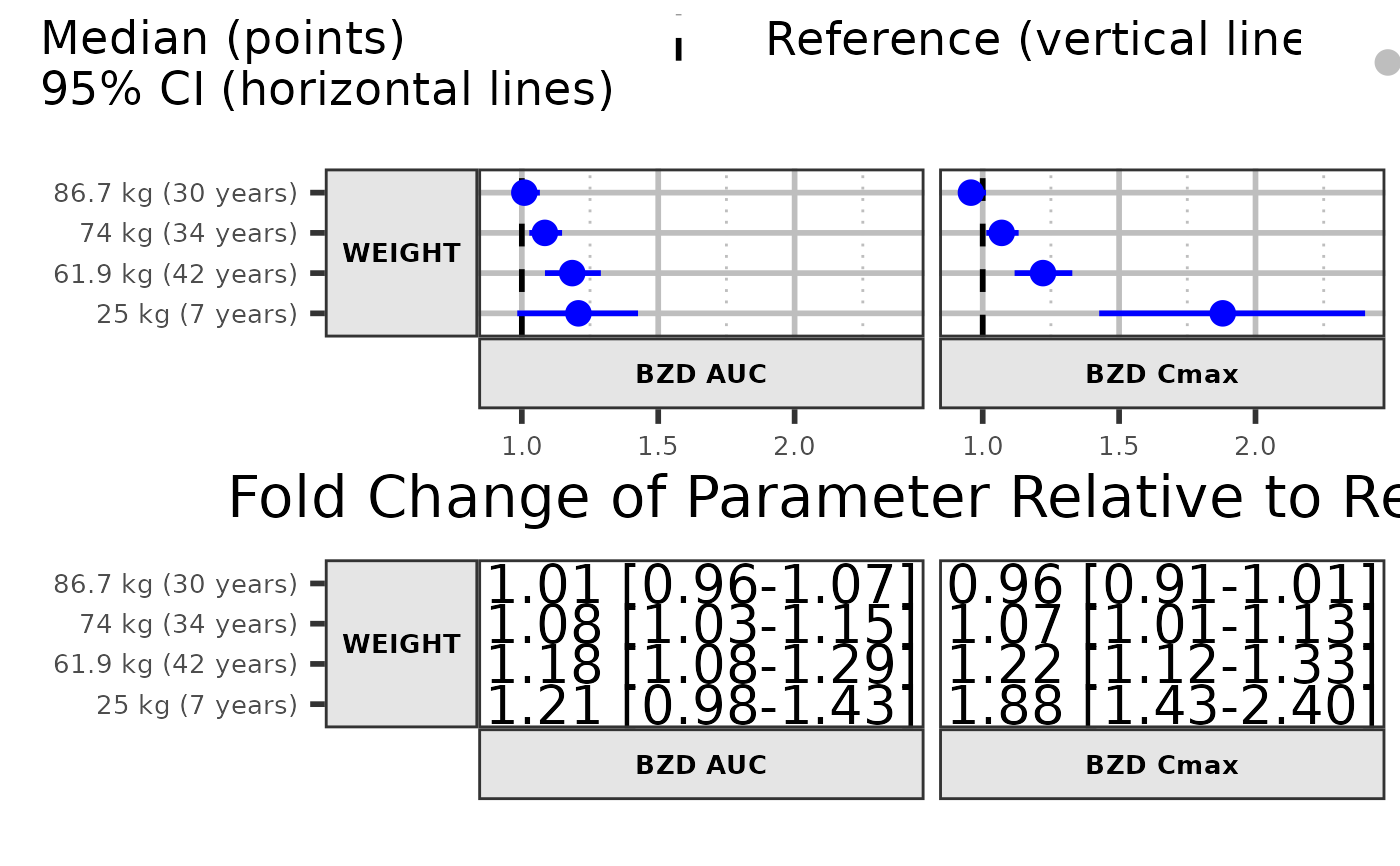 Median (points)
95% CI (horizontal lines)
Reference (vertical line
86.7 kg (30 years)
74 kg (34 years)
61.9 kg (42 years)
25 kg (7 years)
WEIGHT
BZD AUC
BZD Cmax
1.0 1.5 2.0
1.0 1.5 2.0
Fold Change of Parameter Relative to Re
86.7 kg (30 years)
74 kg (34 years)
61.9 kg (42 years)
25 kg (7 years)
WEIGHT
1.01 [0.96-1.07]
1.08 [1.03-1.15]
1.18 [1.08-1.29]
1.21 [0.98-1.43]
0.96 [0.91-1.01]
1.07 [1.01-1.13]
1.22 [1.12-1.33]
1.88 [1.43-2.40]
BZD AUC
BZD Cmax